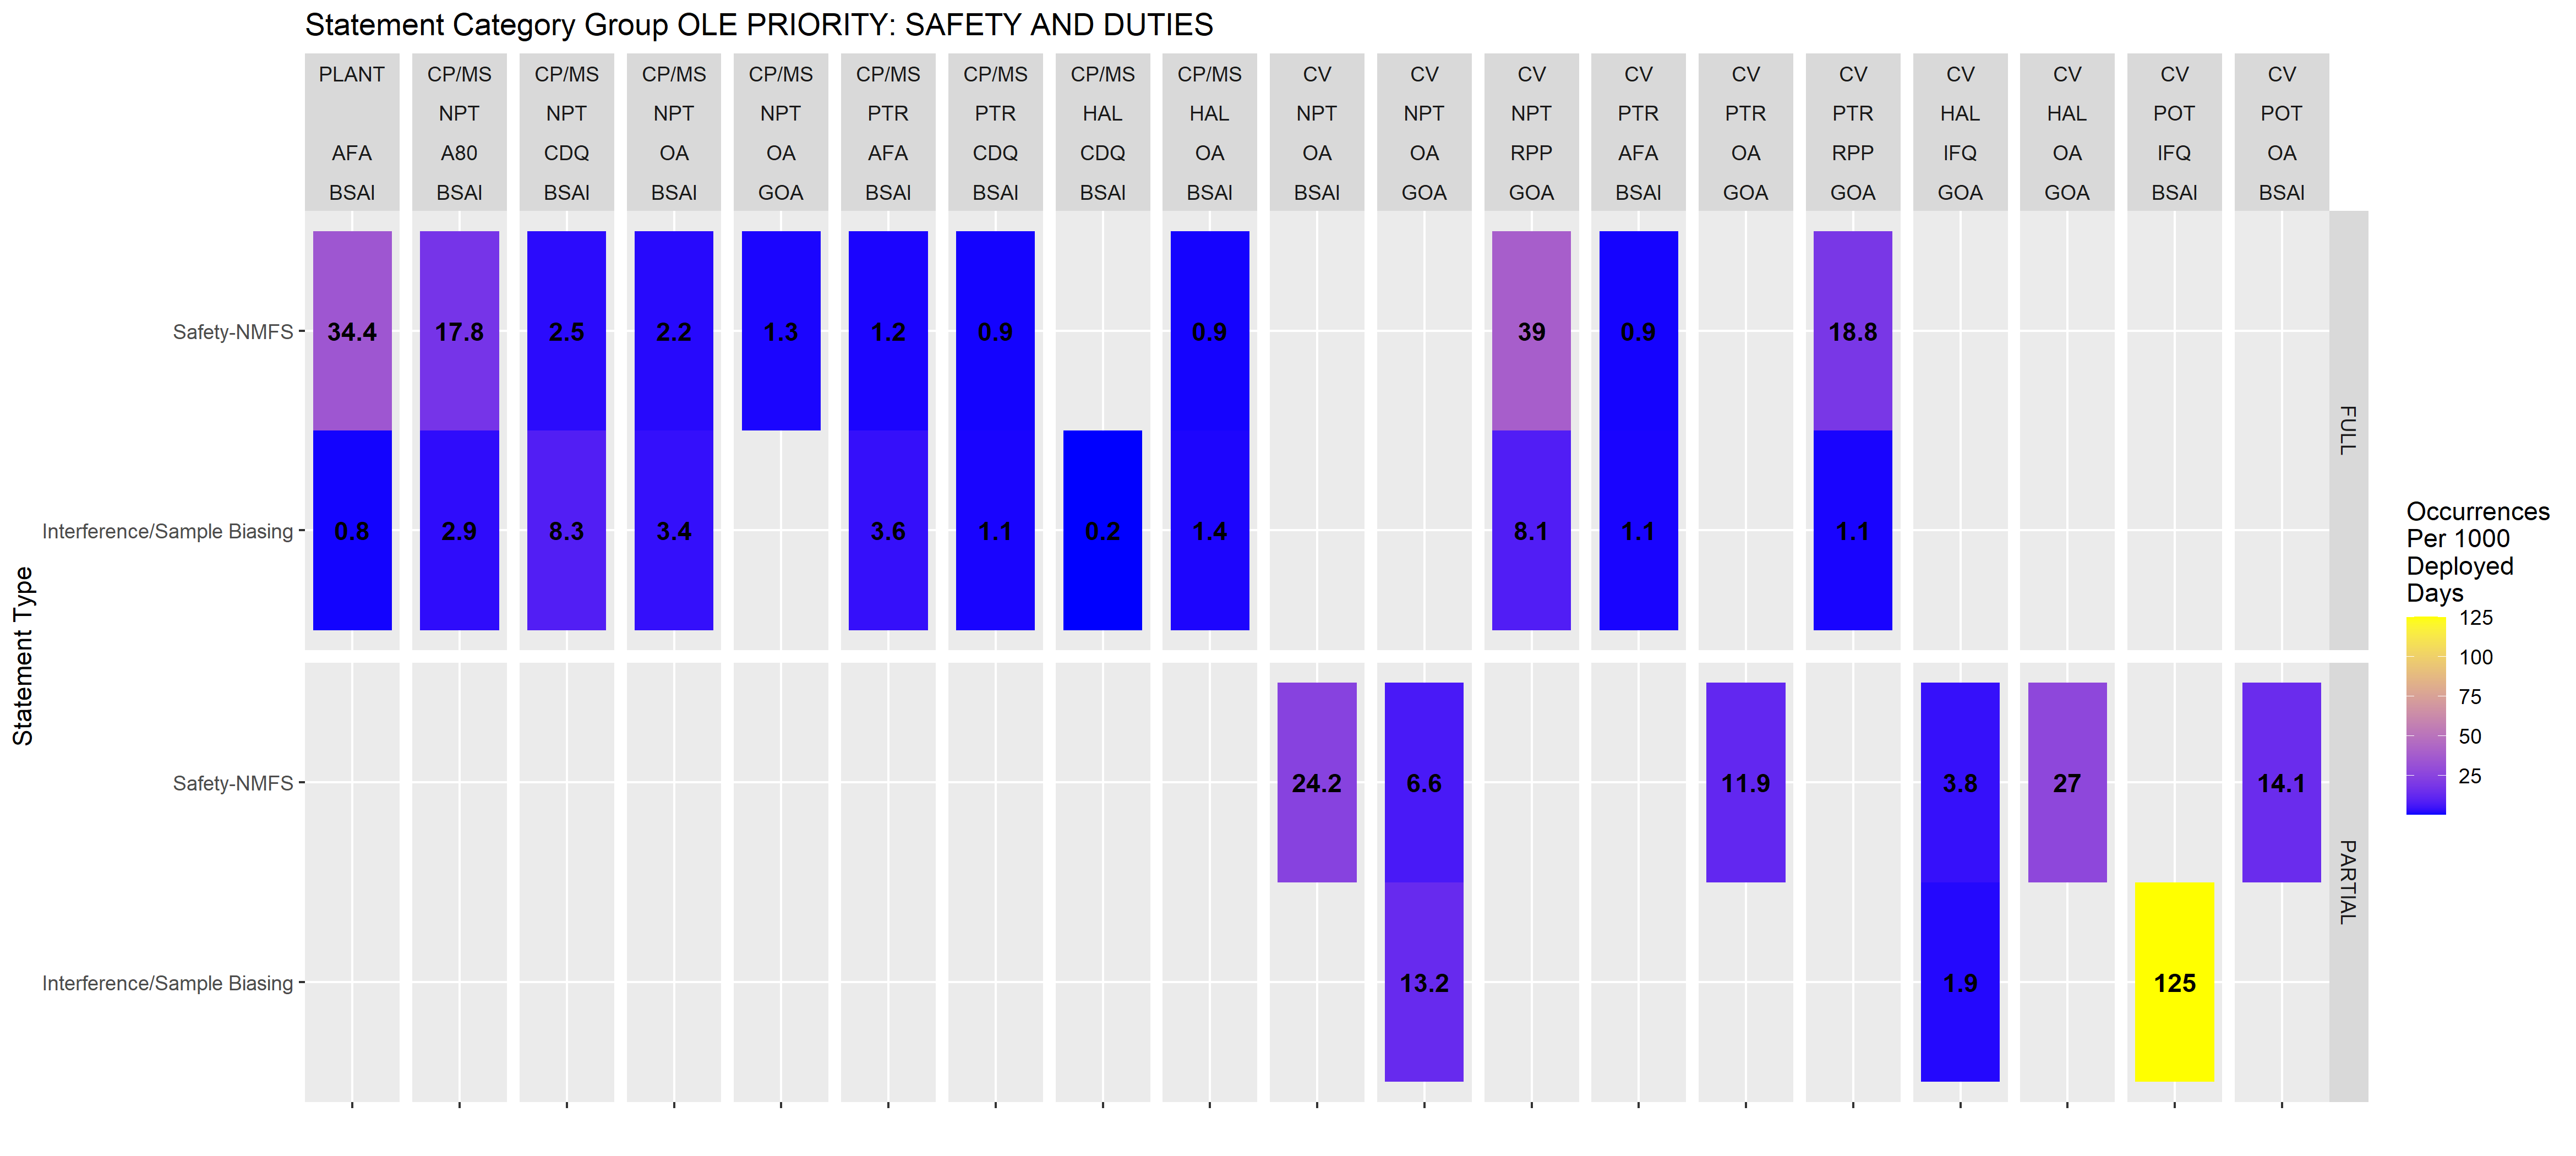 Statement Category Group OLE PRIORITY: SAFETY AND DUTIES
PLANT CP/MS CP/MS CP/MS CP/MS CP/MS CP/MS CP/MS CP/MS CV CV CV CV CV CV CV CV CV CV
NPT NPT NPT NPT PTR PTR HAL HAL NPT NPT NPT PTR PTR PTR HAL HAL POT POT
AFA A80 CDQ OA OA AFA CDQ CDQ OA OA OA RPP AFA OA RPP IFQ OA IFQ OA
BSAI BSAI BSAI BSAI GOA BSAI BSAI BSAI BSAI BSAI GOA GOA BSAI GOA GOA GOA GOA BSAI BSAI
Safety-NMFS 34.4 17.8 2.5 2.2 1.3 1.2 0.9 0.9 39 0.9 18.8
FULL
Interference/Sample Biasing 0.8 2.9 8.3 3.4 3.6 1.1 0.2 1.4 8.1 1.1 1.1
Safety-NMFS 24.2 6.6 11.9 3.8 27 14.1
PARTIAL
Interference/Sample Biasing 13.2 1.9 125
Statement Type
Occurrences
Per 1000
Deployed
Days
125
100
75
50
25